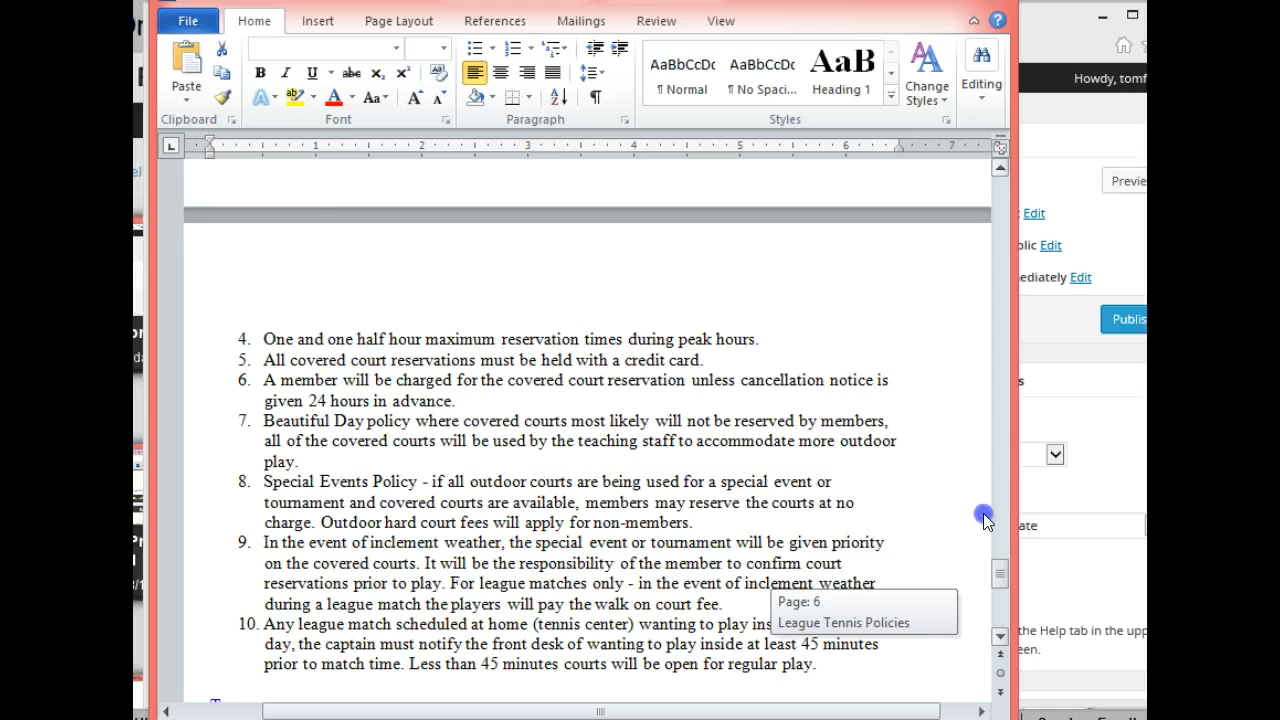 File Home Insert Page Layout References Mailings Review View
Howdy, tomf
Paste
AaBbCcDc AaBbCcDc AaB
¶ Normal ¶ No Spaci... Heading 1
Change Styles
Editing
Clipboard Font Paragraph Styles
1 2 3 4 5 6 7
Previe
Edit
blic Edit
ediately Edit
Publis
4. One and one half hour maximum reservation times during peak hours.
5. All covered court reservations must be held with a credit card.
6. A member will be charged for the covered court reservation unless cancellation notice is
given 24 hours in advance.
7. Beautiful Day policy where covered courts most likely will not be reserved by members,
all of the covered courts will be used by the teaching staff to accommodate more outdoor
play.
8. Special Events Policy - if all outdoor courts are being used for a special event or
tournament and covered courts are available, members may reserve the courts at no
charge. Outdoor hard court fees will apply for non-members.
9. In the event of inclement weather, the special event or tournament will be given priority
on the covered courts. It will be the responsibility of the member to confirm court
reservations prior to play. For league matches only - in the event of inclement weather
during a league match the players will pay the walk on court fee.
Page: 6
League Tennis Policies
10. Any league match scheduled at home (tennis center) wanting to play ins
day, the captain must notify the front desk of wanting to play inside at least 45 minutes
prior to match time. Less than 45 minutes courts will be open for regular play.
ate
the Help tab in the upp
een.